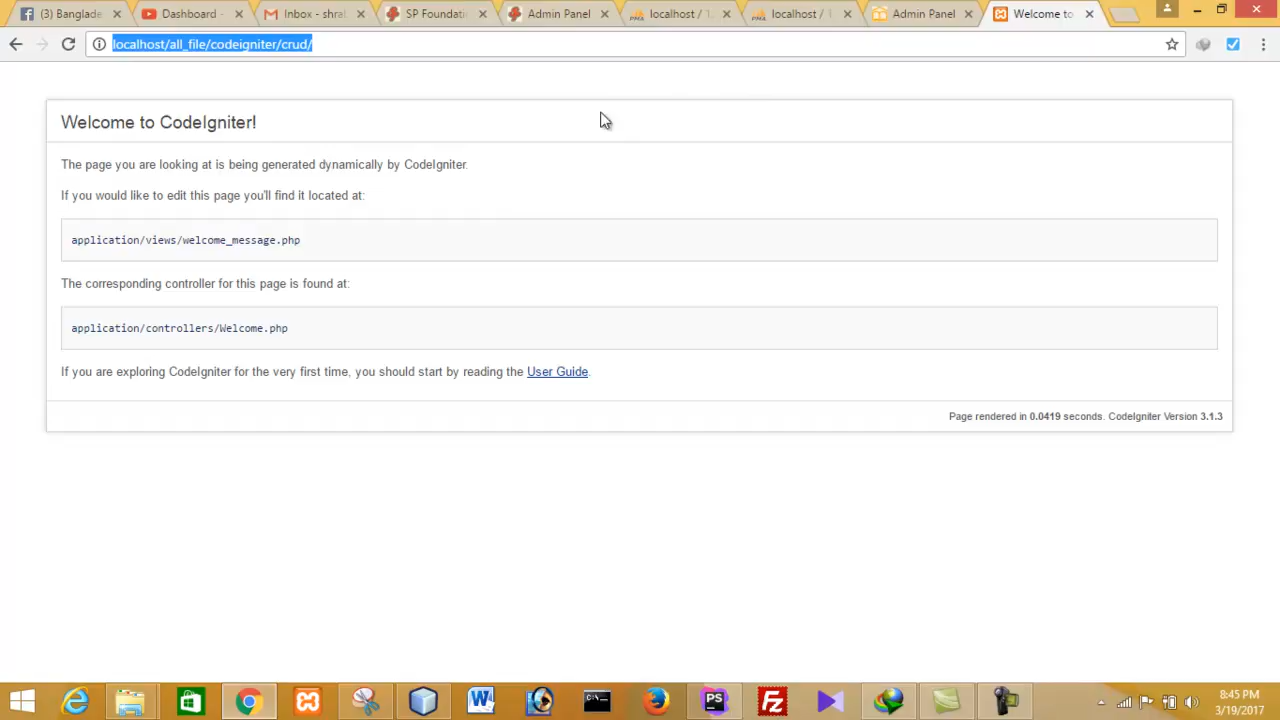 (3) Banglade
Dashboard -
Inbox - shral
SP Foundati
Admin Panel
localhost / 1
localhost / 1
Admin Panel
Welcome to
localhost/all_file/codeigniter/crud/
Welcome to CodeIgniter!
The page you are looking at is being generated dynamically by CodeIgniter.
If you would like to edit this page you'll find it located at:
application/views/welcome_message.php
The corresponding controller for this page is found at:
application/controllers/Welcome.php
If you are exploring CodeIgniter for the very first time, you should start by reading the User Guide.
Page rendered in 0.0419 seconds. CodeIgniter Version 3.1.3
8:45 PM
3/19/2017